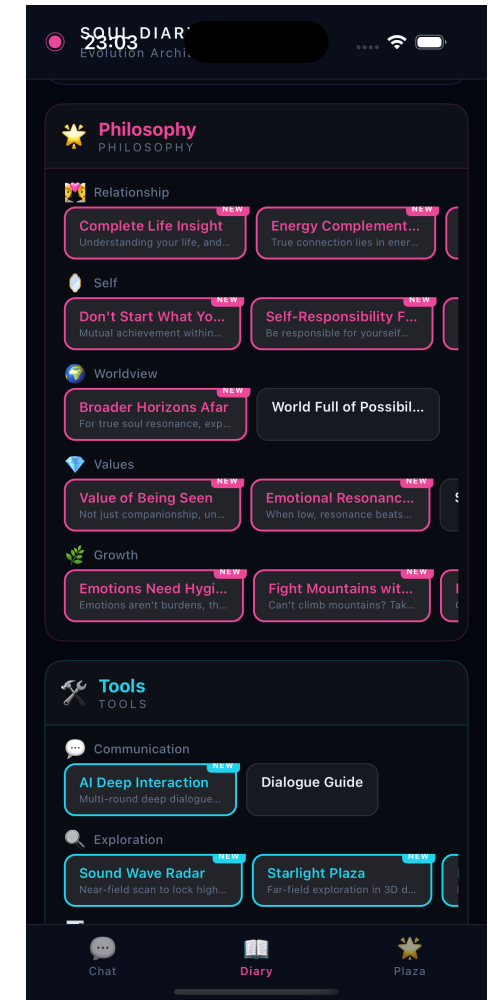 SOUL DIARY
23:03
Evolution Archi
Philosophy
PHILOSOPHY
Relationship
NEW
NEW
Complete Life Insight
Energy Complement...
Understanding your life, and...
True connection lies in ener...
Self
NEW
NEW
Don't Start What Yo...
Self-Responsibility F...
Mutual achievement within...
Be responsible for yourself...
Worldview
NEW
Broader Horizons Afar
World Full of Possibil...
For true soul resonance, exp...
Values
NEW
NEW
Value of Being Seen
Emotional Resonanc...
Not just companionship, un...
When low, resonance beats...
Growth
NEW
NEW
Emotions Need Hygi...
Fight Mountains wit...
Emotions aren't burdens, th...
Can't climb mountains? Tak...
Tools
TOOLS
Communication
NEW
AI Deep Interaction
Dialogue Guide
Multi-round deep dialogue...
Exploration
NEW
NEW
Sound Wave Radar
Starlight Plaza
Near-field scan to lock high...
Far-field exploration in 3D d...
Chat
Diary
Plaza